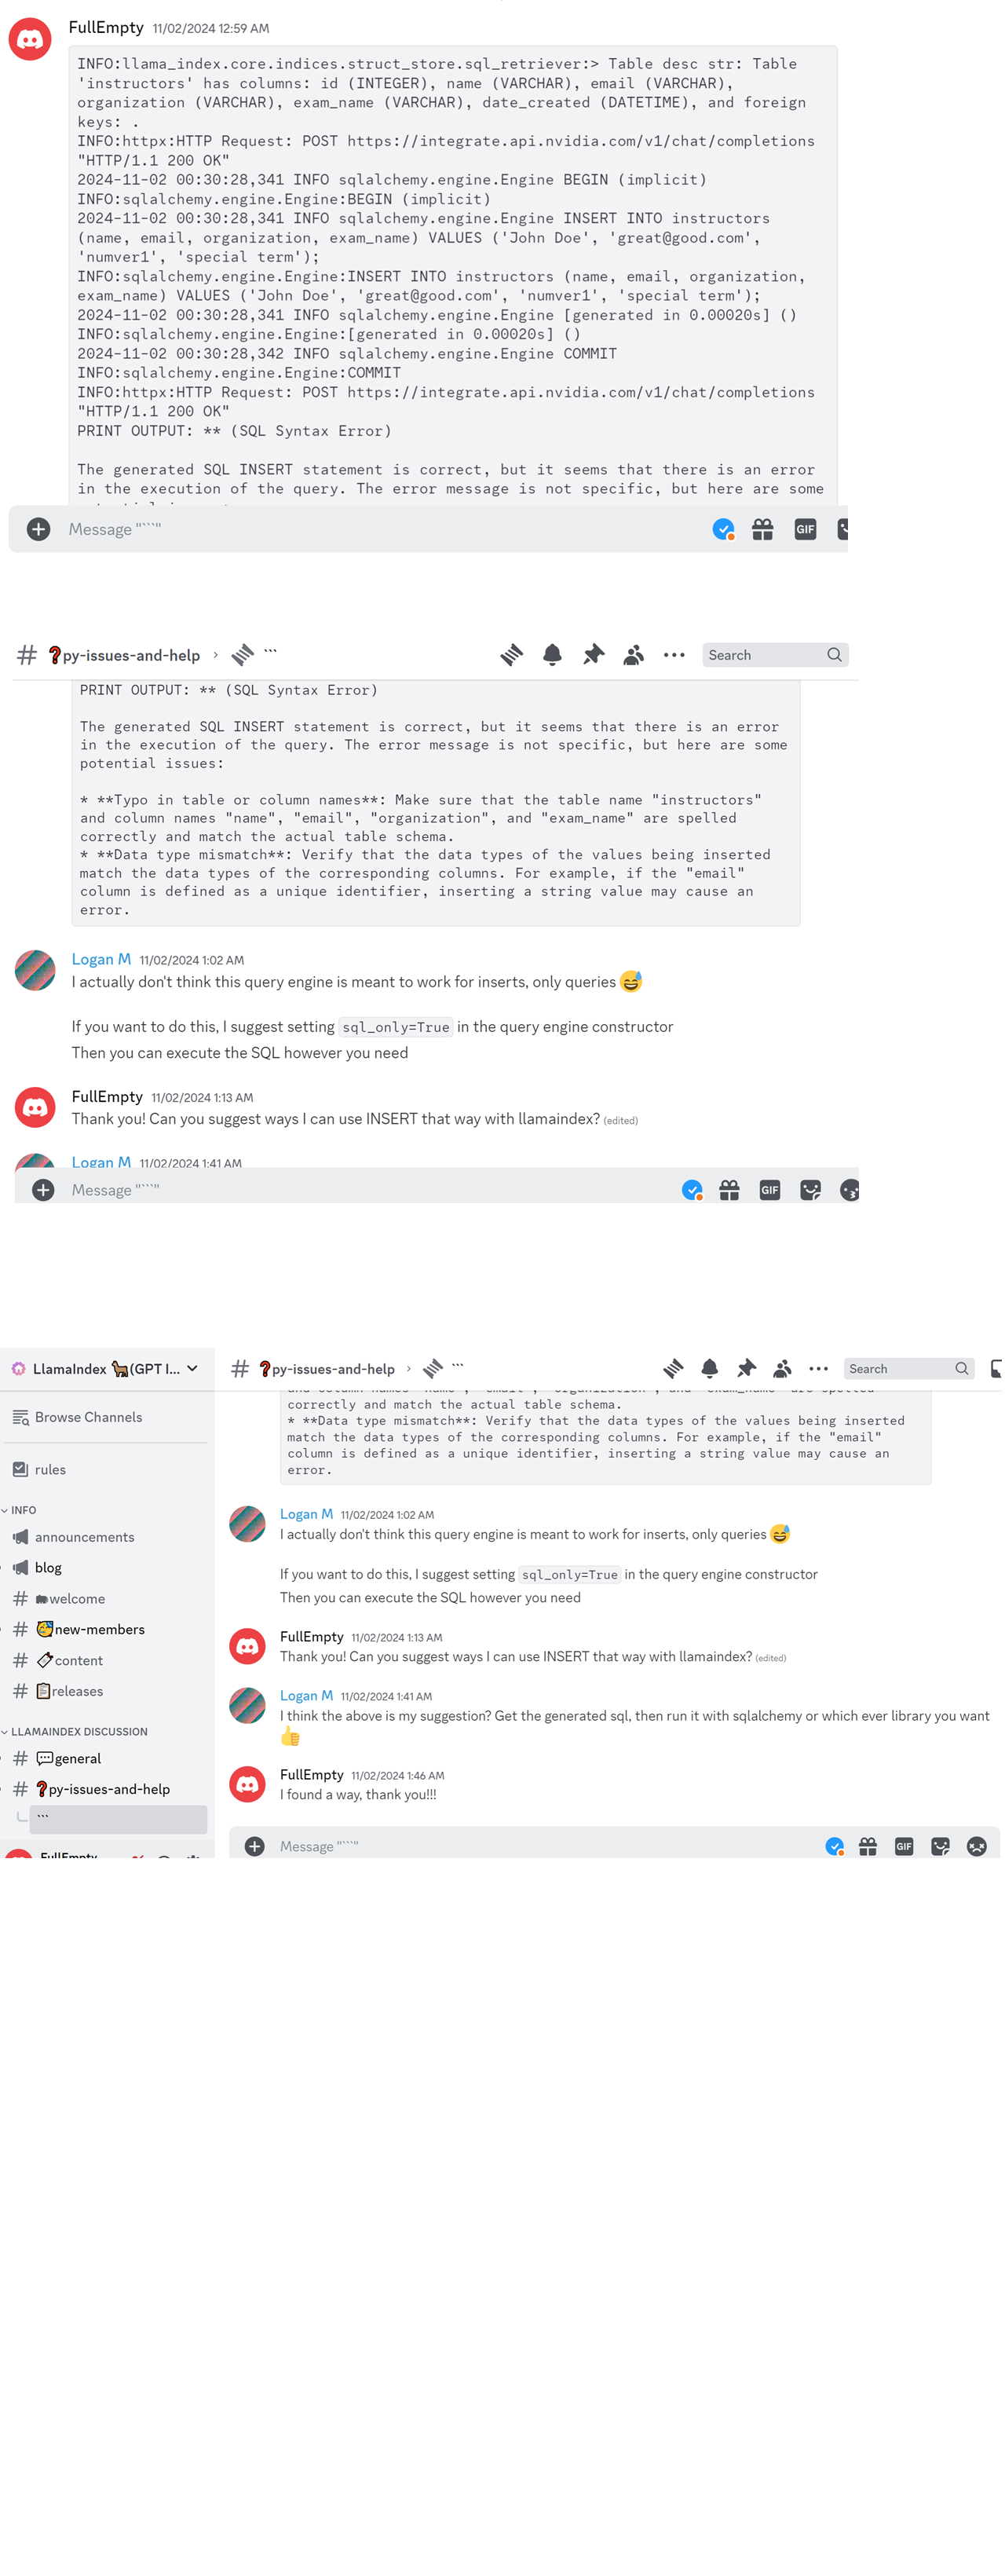 FullEmpty 11/02/2024 12:59 AM
INFO:llama_index.core.indices.struct_store.sql_retriever:> Table desc str: Table
'instructors' has columns: id (INTEGER), name (VARCHAR), email (VARCHAR),
organization (VARCHAR), exam_name (VARCHAR), date_created (DATETIME), and foreign
keys: .
INFO:httpx:HTTP Request: POST https://integrate.api.nvidia.com/v1/chat/completions
"HTTP/1.1 200 OK"
2024-11-02 00:30:28,341 INFO sqlalchemy.engine.Engine BEGIN (implicit)
INFO:sqlalchemy.engine.Engine:BEGIN (implicit)
2024-11-02 00:30:28,341 INFO sqlalchemy.engine.Engine INSERT INTO instructors
(name, email, organization, exam_name) VALUES ('John Doe', 'great@good.com',
'numver1', 'special term');
INFO:sqlalchemy.engine.Engine:INSERT INTO instructors (name, email, organization,
exam_name) VALUES ('John Doe', 'great@good.com', 'numver1', 'special term');
2024-11-02 00:30:28,341 INFO sqlalchemy.engine.Engine [generated in 0.00020s] ()
INFO:sqlalchemy.engine.Engine:[generated in 0.00020s] ()
2024-11-02 00:30:28,342 INFO sqlalchemy.engine.Engine COMMIT
INFO:sqlalchemy.engine.Engine:COMMIT
INFO:httpx:HTTP Request: POST https://integrate.api.nvidia.com/v1/chat/completions
"HTTP/1.1 200 OK"
PRINT OUTPUT: ** (SQL Syntax Error)
The generated SQL INSERT statement is correct, but it seems that there is an error
in the execution of the query. The error message is not specific, but here are some
Message "```"
GIF
❓py-issues-and-help › ```
Search
PRINT OUTPUT: ** (SQL Syntax Error)
The generated SQL INSERT statement is correct, but it seems that there is an error
in the execution of the query. The error message is not specific, but here are some
potential issues:
* **Typo in table or column names**: Make sure that the table name "instructors"
and column names "name", "email", "organization", and "exam_name" are spelled
correctly and match the actual table schema.
* **Data type mismatch**: Verify that the data types of the values being inserted
match the data types of the corresponding columns. For example, if the "email"
column is defined as a unique identifier, inserting a string value may cause an
error.
Logan M 11/02/2024 1:02 AM
I actually don't think this query engine is meant to work for inserts, only queries 😅
If you want to do this, I suggest setting sql_only=True in the query engine constructor
Then you can execute the SQL however you need
FullEmpty 11/02/2024 1:13 AM
Thank you! Can you suggest ways I can use INSERT that way with llamaindex? (edited)
Logan M 11/02/2024 1:41 AM
Message "```"
GIF
LlamaIndex 🦙(GPT I...
❓py-issues-and-help › ```
Search
Browse Channels
rules
INFO
announcements
blog
welcome
new-members
content
releases
LLAMAINDEX DISCUSSION
general
❓py-issues-and-help
```
FullEmpty
and column names "name", "email", "organization", and "exam_name" are spelled
correctly and match the actual table schema.
* **Data type mismatch**: Verify that the data types of the values being inserted
match the data types of the corresponding columns. For example, if the "email"
column is defined as a unique identifier, inserting a string value may cause an
error.
Logan M 11/02/2024 1:02 AM
I actually don't think this query engine is meant to work for inserts, only queries 😅
If you want to do this, I suggest setting sql_only=True in the query engine constructor
Then you can execute the SQL however you need
FullEmpty 11/02/2024 1:13 AM
Thank you! Can you suggest ways I can use INSERT that way with llamaindex? (edited)
Logan M 11/02/2024 1:41 AM
I think the above is my suggestion? Get the generated sql, then run it with sqlalchemy or which ever library you want
👍
FullEmpty 11/02/2024 1:46 AM
I found a way, thank you!!!
Message "```"
GIF